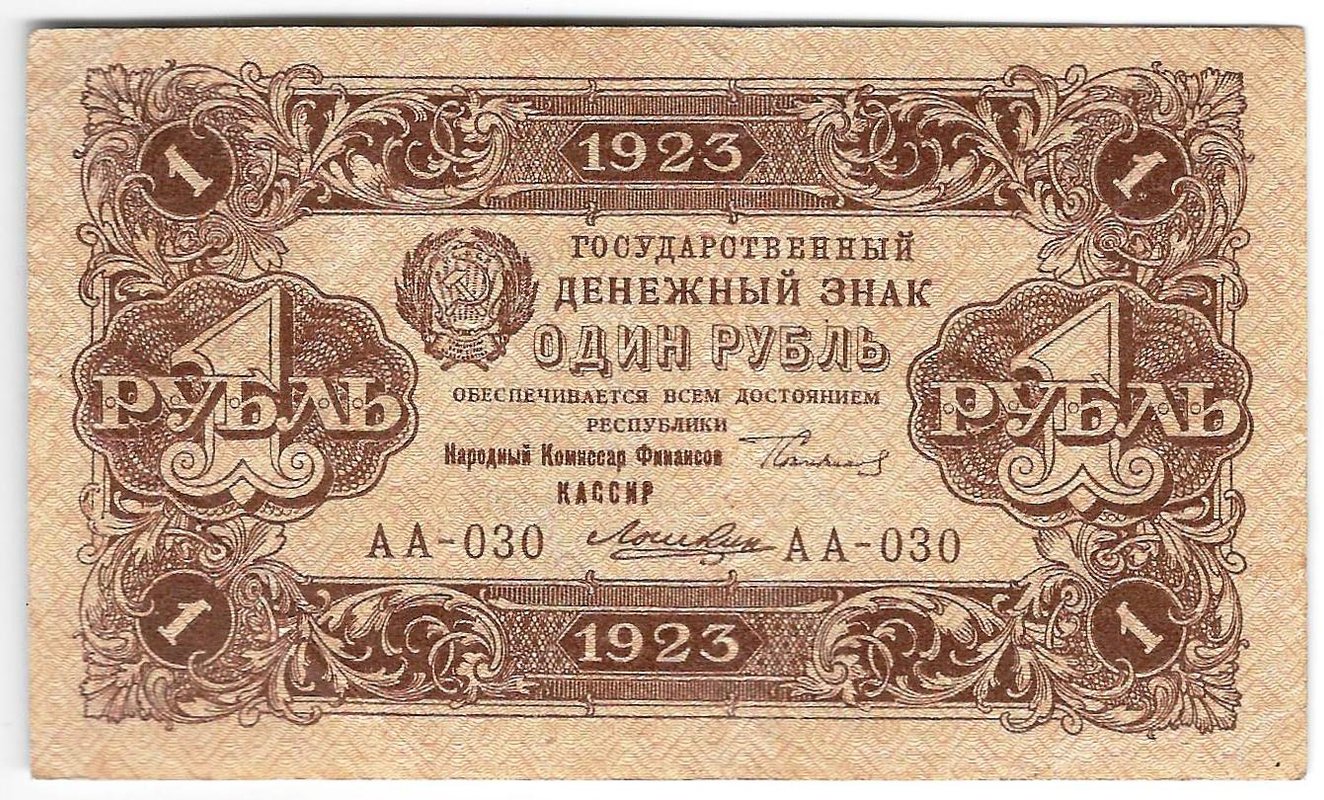 1923
1
1
ГОСУДАРСТВЕННЫЙ
ДЕНЕЖНЫЙ ЗНАК
ОДИН РУБЛЬ
ОБЕСПЕЧИВАЕТСЯ ВСЕМ ДОСТОЯНИЕМ
РЕСПУБЛИКИ
1
РУБЛЬ
1
РУБЛЬ
Народный Комиссар Финансов
КАССИР
АА-030
АА-030
1
1923
1